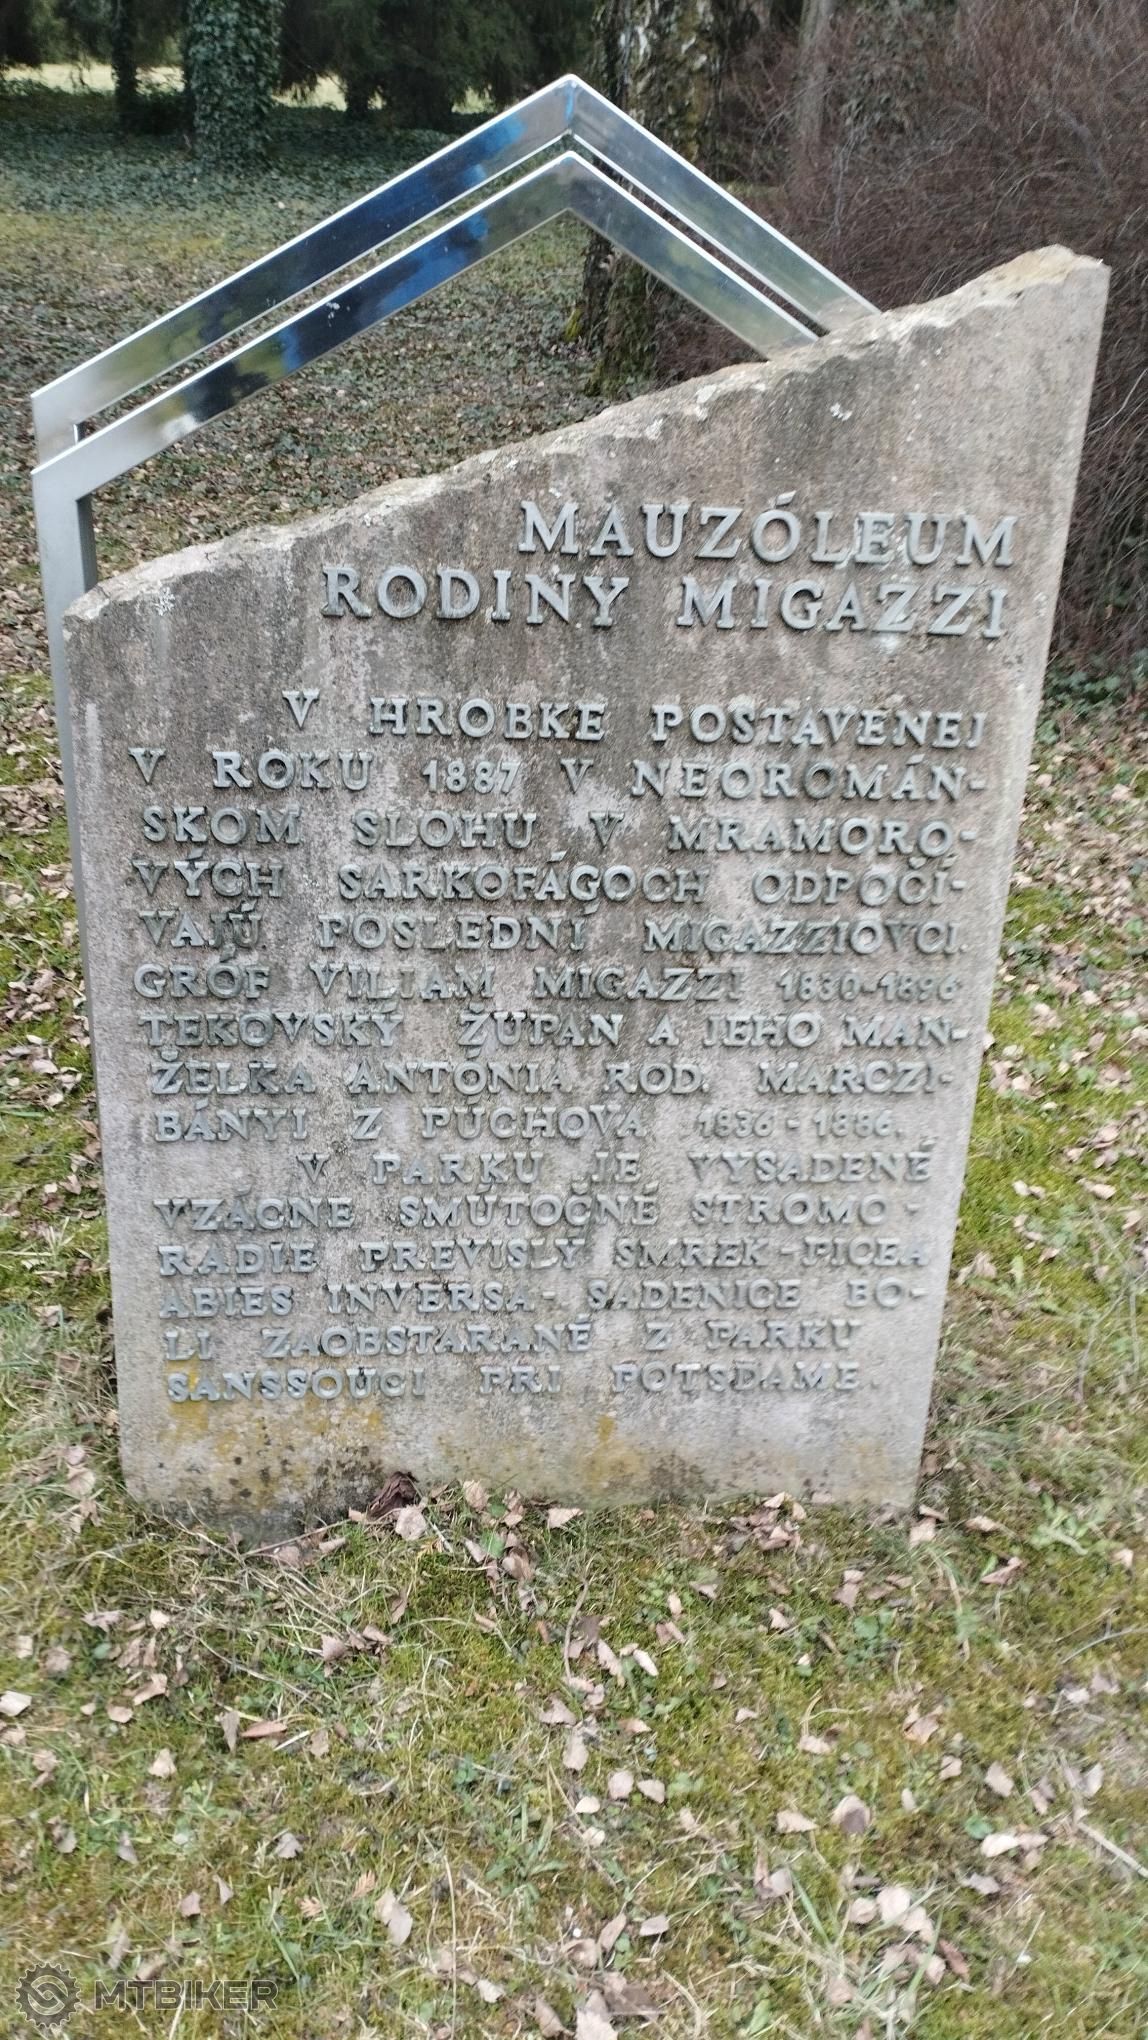 MAUZÓLEUM
RODINY MIGAZZI
V HROBKE POSTAVENEJ
V ROKU 1887 V NEOROMÁN-
SKOM SLOHU V MRAMORO-
VÝCH SARKOFÁGOCH ODPOČÍ-
VAJÚ POSLEDNÍ MIGAZZIOVCI.
GRÓF VILIAM MIGAZZI 1830-1896
TEKOVSKÝ ŽUPAN A JEHO MAN-
ŽELKA ANTÓNIA ROD. MARCZI-
BÁNYI Z PÚCHOVA 1836-1886.
V PARKU JE VYSADENÉ
VZÁCNE SMÚTOČNÉ STROMO-
RADIE PREVISLÝ SMREK-PICEA
ABIES INVERSA- SADENICE BO-
LI ZAOBSTARANÉ Z PARKU
SANSSOUCI PRI POTSDAME.
MTBIKER